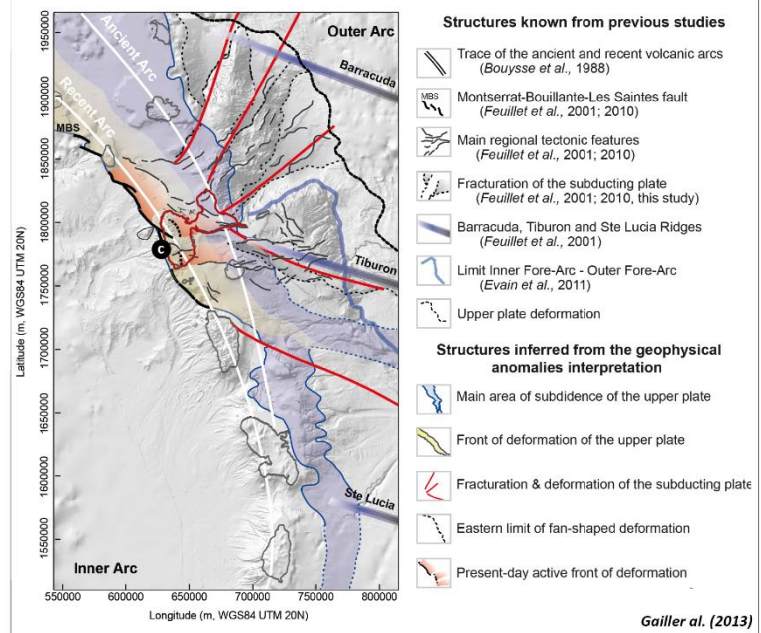 Outer Arc
Barracuda
Ancient Arc
Recent Arc
MBS
C
Tiburon
Ste Lucia
Inner Arc
1950000
1900000
1850000
1800000
1750000
1700000
1650000
1600000
1550000
Latitude (m, WGS84 UTM 20N)
550000 600000 650000 700000 750000 800000
Longitude (m, WGS84 UTM 20N)
Structures known from previous studies
Trace of the ancient and recent volcanic arcs
(Bouysse et al., 1988)
MBS
Montserrat-Bouillante-Les Saintes fault
(Feuillet et al., 2001; 2010)
Main regional tectonic features
(Feuillet et al., 2001; 2010)
Fracturation of the subducting plate
(Feuillet et al., 2001; 2010, this study)
Barracuda, Tiburon and Ste Lucia Ridges
(Feuillet et al., 2001)
Limit Inner Fore-Arc - Outer Fore-Arc
(Evain et al., 2011)
Upper plate deformation
Structures inferred from the geophysical
anomalies interpretation
Main area of subdidence of the upper plate
Front of deformation of the upper plate
Fracturation & deformation of the subducting plate
Eastern limit of fan-shaped deformation
Present-day active front of deformation
Gailler al. (2013)